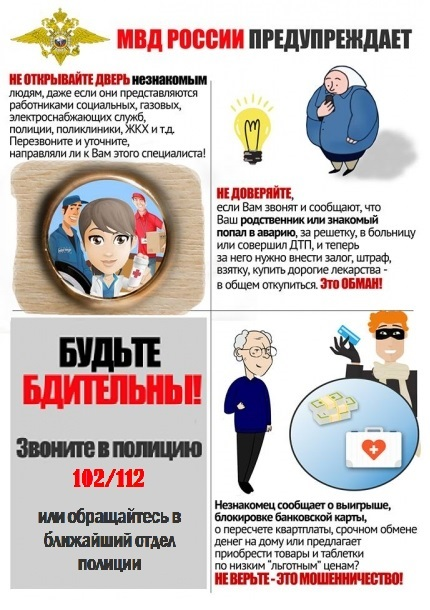 МВД РОССИИ ПРЕДУПРЕЖДАЕТ
НЕ ОТКРЫВАЙТЕ ДВЕРЬ незнакомым
людям, даже если они представляются
работниками социальных, газовых,
электроснабжающих служб,
полиции, поликлиники, ЖКХ и т.д.
Перезвоните и уточните,
направляли ли к Вам этого специалиста!
НЕ ДОВЕРЯЙТЕ,
если Вам звонят и сообщают, что
Ваш родственник или знакомый
попал в аварию, за решетку, в больницу
или совершил ДТП, и теперь
за него нужно внести залог, штраф,
взятку, купить дорогие лекарства -
в общем откупиться. Это ОБМАН!
БУДЬТЕ
БДИТЕЛЬНЫ!
Звоните в полицию
102/112
или обращайтесь в
ближайший отдел
полиции
Незнакомец сообщает о выигрыше,
блокировке банковской карты,
о пересчете квартплаты, срочном обмене
денег на дому или предлагает
приобрести товары и таблетки
по низким "льготным" ценам?
НЕ ВЕРЬТЕ - ЭТО МОШЕННИЧЕСТВО!